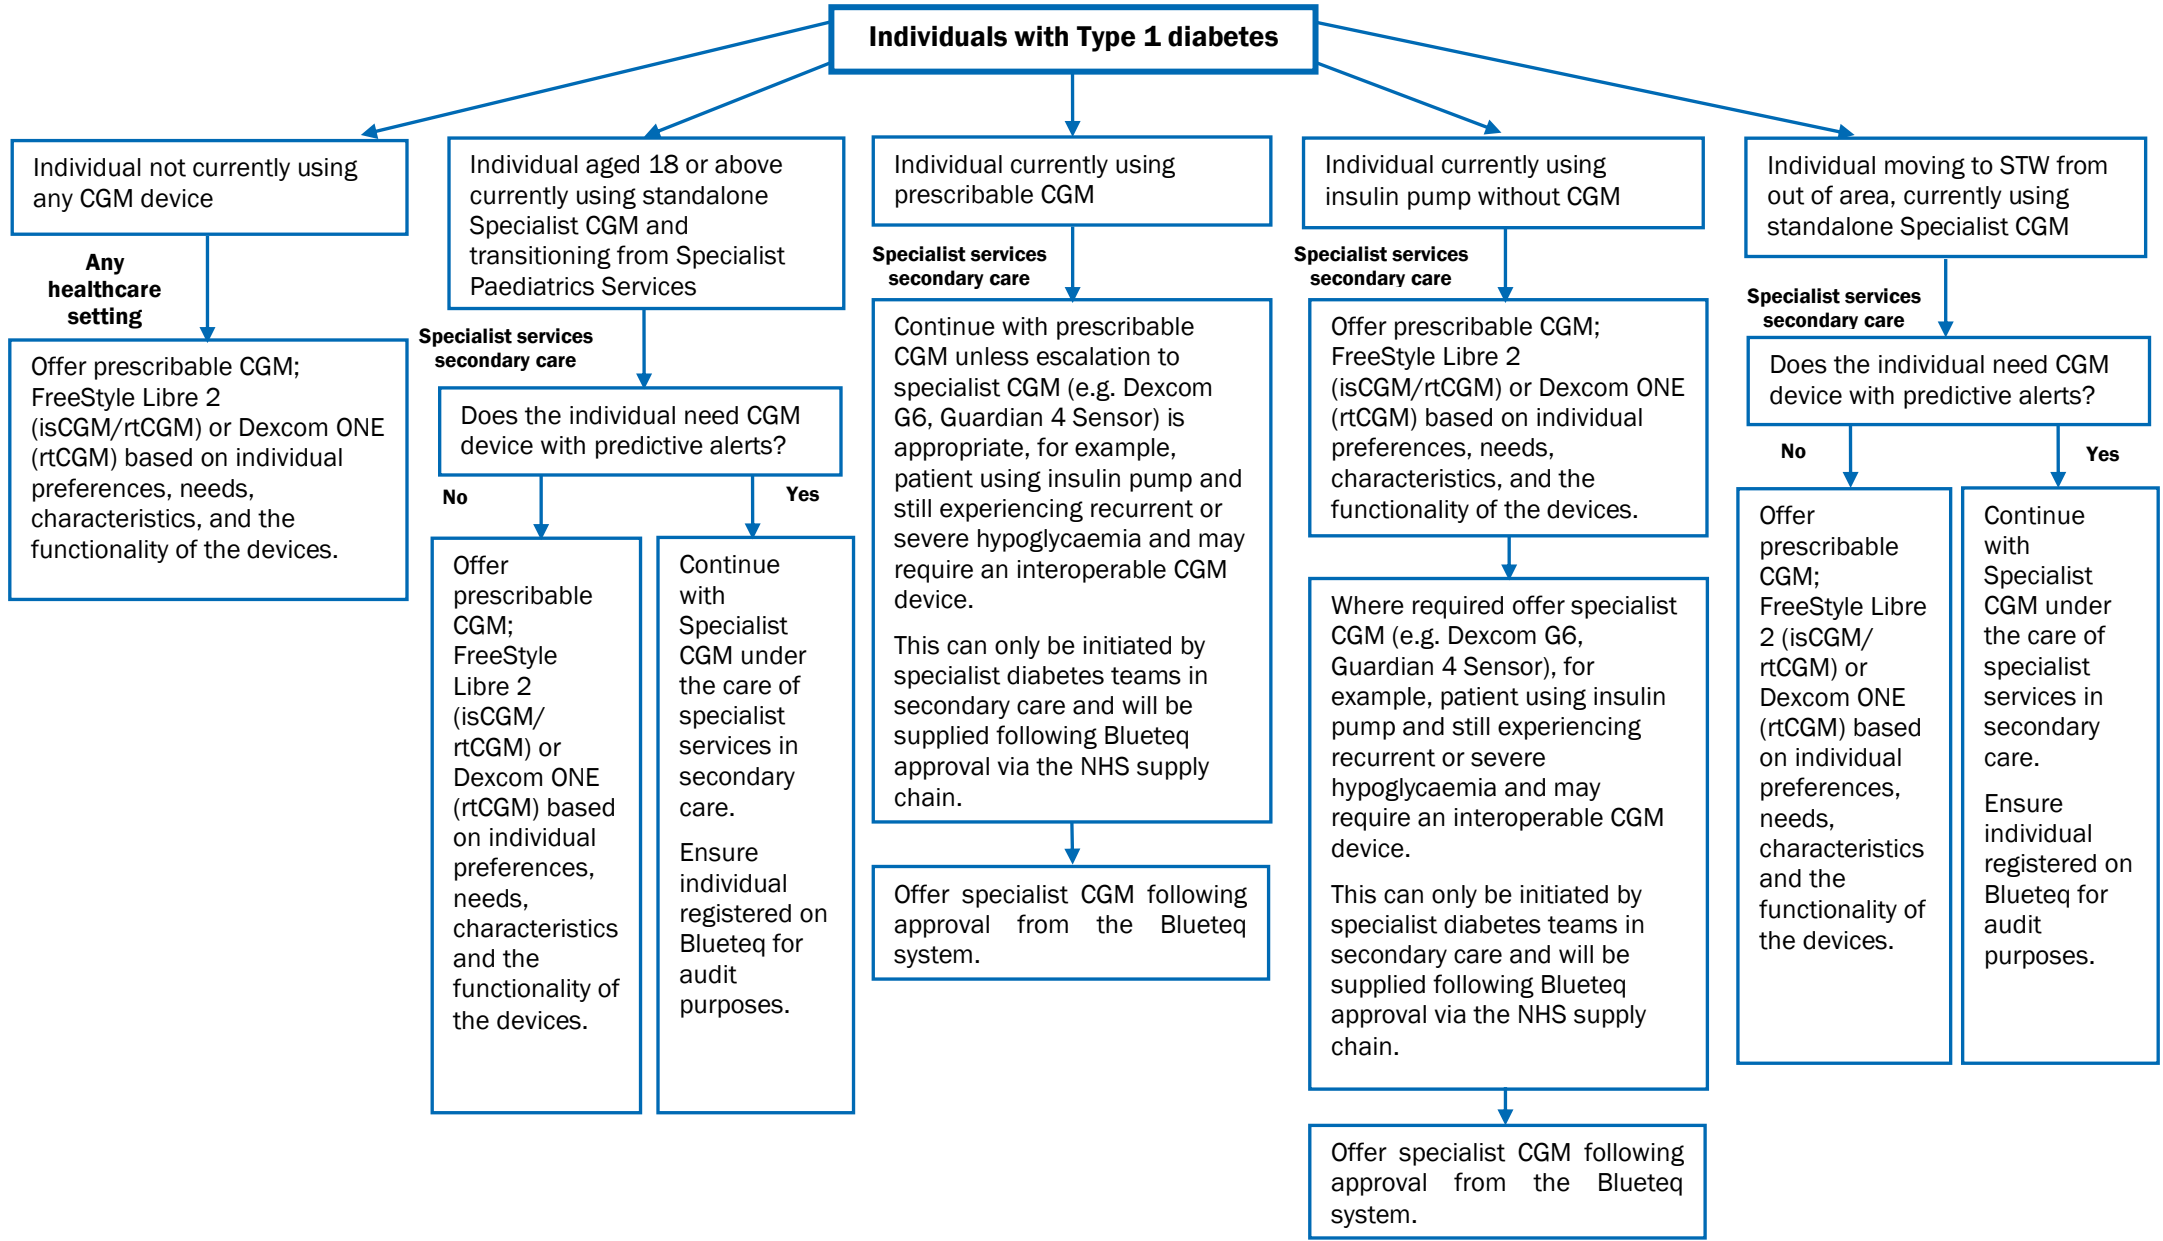 Individuals with Type 1 diabetes
Individual not currently using
any CGM device
Any
healthcare
setting
Offer prescribable CGM;
FreeStyle Libre 2
(isCGM/rtCGM) or Dexcom ONE
(rtCGM) based on individual
preferences, needs,
characteristics, and the
functionality of the devices.
Individual aged 18 or above
currently using standalone
Specialist CGM and
transitioning from Specialist
Paediatrics Services
Specialist services
secondary care
Does the individual need CGM
device with predictive alerts?
No
Yes
Offer
prescribable
CGM;
FreeStyle
Libre 2
(isCGM/
rtCGM) or
Dexcom ONE
(rtCGM) based
on individual
preferences,
needs,
characteristics
and the
functionality of
the devices.
Continue
with
Specialist
CGM under
the care of
specialist
services in
secondary
care.
Ensure
individual
registered on
Blueteq for
audit
purposes.
Individual currently using
prescribable CGM
Specialist services
secondary care
Continue with prescribable
CGM unless escalation to
specialist CGM (e.g. Dexcom
G6, Guardian 4 Sensor) is
appropriate, for example,
patient using insulin pump and
still experiencing recurrent or
severe hypoglycaemia and may
require an interoperable CGM
device.
This can only be initiated by
specialist diabetes teams in
secondary care and will be
supplied following Blueteq
approval via the NHS supply
chain.
Offer specialist CGM following
approval from the Blueteq
system.
Individual currently using
insulin pump without CGM
Specialist services
secondary care
Offer prescribable CGM;
FreeStyle Libre 2
(isCGM/rtCGM) or Dexcom ONE
(rtCGM) based on individual
preferences, needs,
characteristics, and the
functionality of the devices.
Where required offer specialist
CGM (e.g. Dexcom G6,
Guardian 4 Sensor), for
example, patient using insulin
pump and still experiencing
recurrent or severe
hypoglycaemia and may
require an interoperable CGM
device.
This can only be initiated by
specialist diabetes teams in
secondary care and will be
supplied following Blueteq
approval via the NHS supply
chain.
Offer specialist CGM following
approval from the Blueteq
system.
Individual moving to STW from
out of area, currently using
standalone Specialist CGM
Specialist services
secondary care
Does the individual need CGM
device with predictive alerts?
No
Yes
Offer
prescribable
CGM;
FreeStyle Libre
2 (isCGM/
rtCGM) or
Dexcom ONE
(rtCGM) based
on individual
preferences,
needs,
characteristics
and the
functionality of
the devices.
Continue
with
Specialist
CGM under
the care of
specialist
services in
secondary
care.
Ensure
individual
registered on
Blueteq for
audit
purposes.